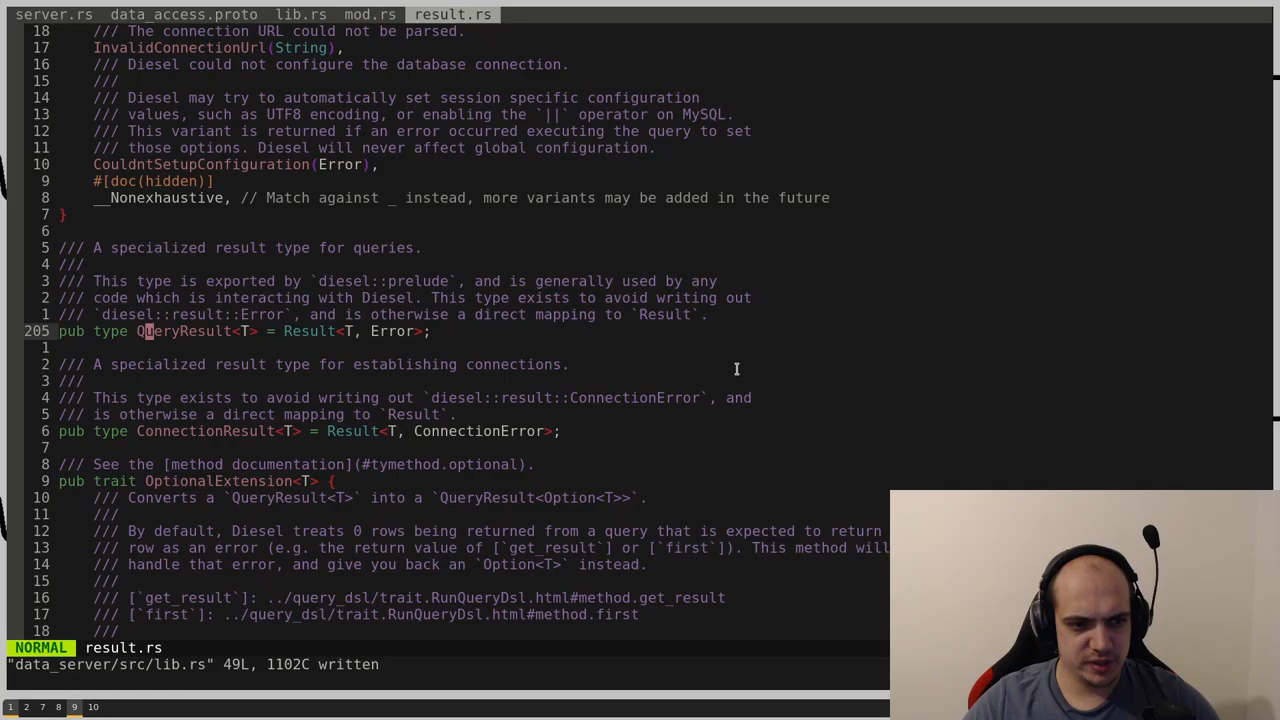 server.rs data_access.proto lib.rs mod.rs result.rs
18 /// The connection URL could not be parsed.
17 InvalidConnectionUrl(String),
16 /// Diesel could not configure the database connection.
15 ///
14 /// Diesel may try to automatically set session specific configuration
13 /// values, such as UTF8 encoding, or enabling the `||` operator on MySQL.
12 /// This variant is returned if an error occurred executing the query to set
11 /// those options. Diesel will never affect global configuration.
10 CouldntSetupConfiguration(Error),
9 #[doc(hidden)]
8 __Nonexhaustive, // Match against _ instead, more variants may be added in the future
7 }
6
5 /// A specialized result type for queries.
4 ///
3 /// This type is exported by `diesel::prelude`, and is generally used by any
2 /// code which is interacting with Diesel. This type exists to avoid writing out
1 /// `diesel::result::Error`, and is otherwise a direct mapping to `Result`.
205 pub type QueryResult<T> = Result<T, Error>;
1
2 /// A specialized result type for establishing connections.
3 ///
4 /// This type exists to avoid writing out `diesel::result::ConnectionError`, and
5 /// is otherwise a direct mapping to `Result`.
6 pub type ConnectionResult<T> = Result<T, ConnectionError>;
7
8 /// See the [method documentation](#tymethod.optional).
9 pub trait OptionalExtension<T> {
10 /// Converts a `QueryResult<T>` into a `QueryResult<Option<T>>`.
11 ///
12 /// By default, Diesel treats 0 rows being returned from a query that is expected to return
13 /// row as an error (e.g. the return value of [`get_result`] or [`first`]). This method will
14 /// handle that error, and give you back an `Option<T>` instead.
15 ///
16 /// [`get_result`]: ../query_dsl/trait.RunQueryDsl.html#method.get_result
17 /// [`first`]: ../query_dsl/trait.RunQueryDsl.html#method.first
18 ///
NORMAL result.rs
"data_server/src/lib.rs" 49L, 1102C written
1 2 7 8 9 10